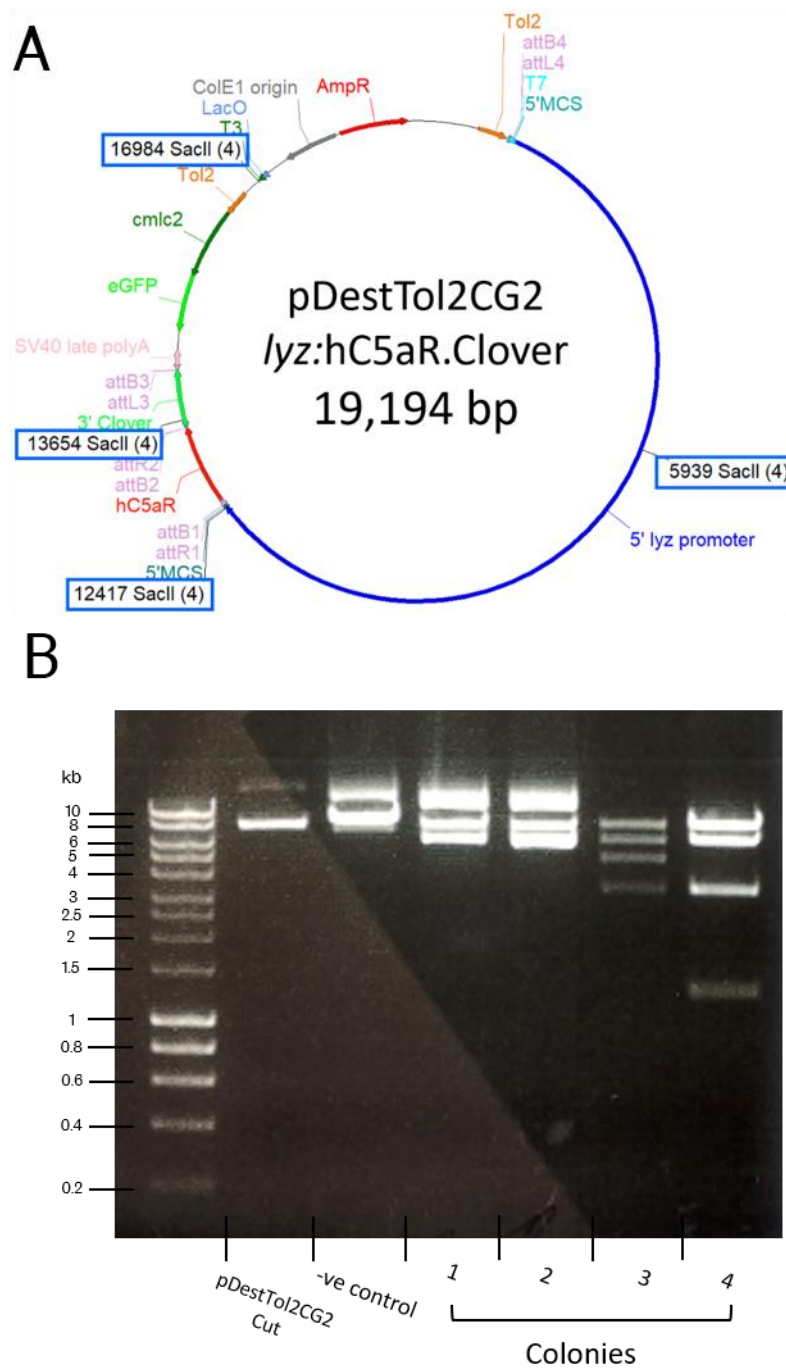 A
Tol2
attB4
attL4
T7
5'MCS
ColE1 origin
AmpR
LacO
T3
16984 SacII (4)
Tol2
cmlc2
eGFP
SV40 late polyA
attB3
attL3
3' Clover
13654 SacII (4)
attR2
attB2
hC5aR
attB1
attR1
5'MCS
12417 SacII (4)
pDestTol2CG2
lyz:hC5aR.Clover
19,194 bp
5939 SacII (4)
5' lyz promoter
B
kb
10
8
6
5
4
3
2.5
2
1.5
1
0.8
0.6
0.4
0.2
pDestTol2CG2
Cut
-ve control
1 2 3 4
Colonies